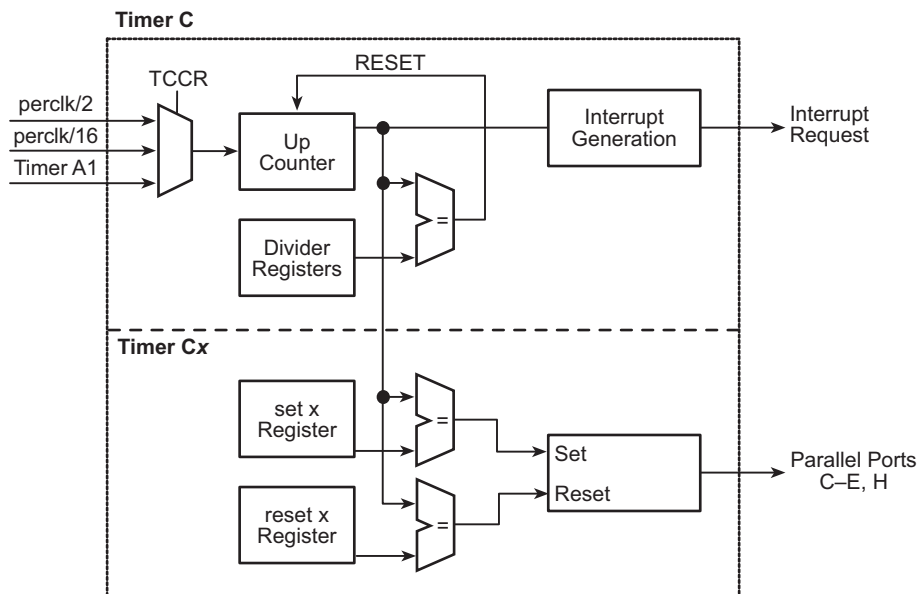 Timer C
RESET
TCCR
perclk/2
perclk/16
Timer A1
Up
Counter
Interrupt
Generation
Interrupt
Request
=
Divider
Registers
Timer Cx
set x
Register
=
Set
Reset
Parallel Ports
C–E, H
reset x
Register
=